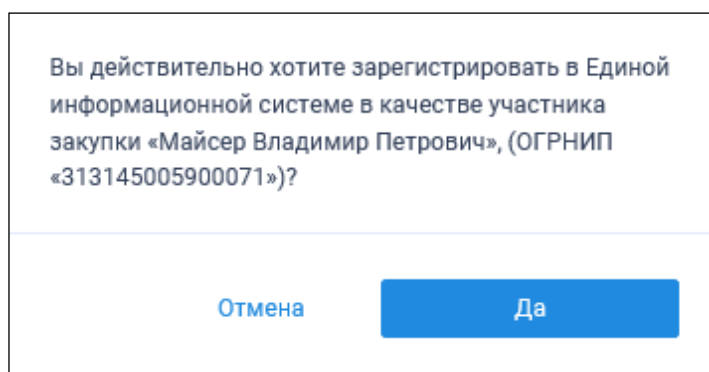 Вы действительно хотите зарегистрировать в Единой
информационной системе в качестве участника
закупки «Майсер Владимир Петрович», (ОГРНИП
«313145005900071»)?
Отмена
Да